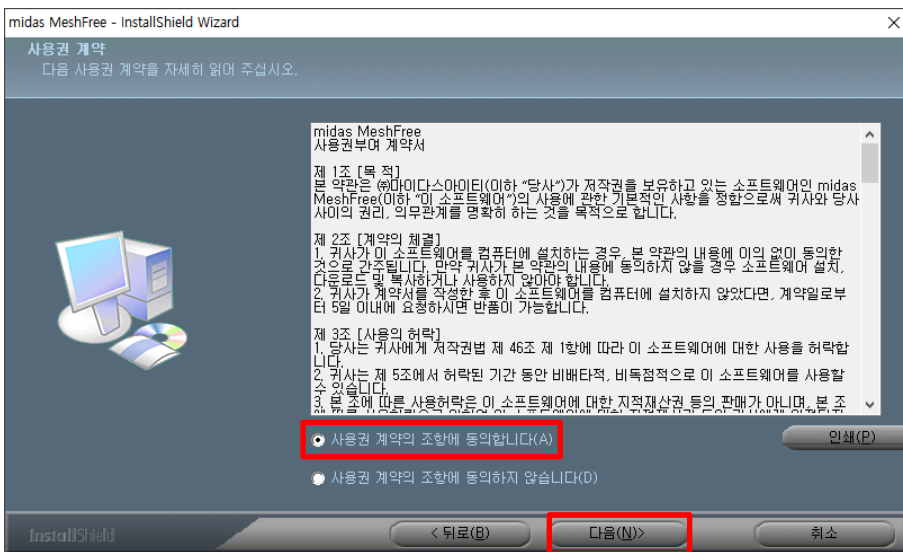 midas MeshFree - InstallShield Wizard
사용권 계약
다음 사용권 계약을 자세히 읽어 주십시오.
midas MeshFree
사용권부여 계약서
제 1조 [목 적]
본 약관은 ㈜마이다스아이티(이하 “당사”)가 저작권을 보유하고 있는 소프트웨어인 midas
MeshFree(이하 “이 소프트웨어”)의 사용에 관한 기본적인 사항을 정함으로써 귀사와 당사
사이의 권리, 의무관계를 명확히 하는 것을 목적으로 합니다.
제 2조 [계약의 체결]
1. 귀사가 이 소프트웨어를 컴퓨터에 설치하는 경우, 본 약관의 내용에 이의 없이 동의한
것으로 간주됩니다. 만약 귀사가 본 약관의 내용에 동의하지 않을 경우 소프트웨어 설치,
다운로드 및 복사하거나 사용하지 않아야 합니다.
2. 귀사가 계약서를 작성한 후 이 소프트웨어를 컴퓨터에 설치하지 않았다면, 계약일로부
터 5일 이내에 요청하시면 반품이 가능합니다.
제 3조 [사용의 허락]
1. 당사는 귀사에게 저작권법 제 46조 제 1항에 따라 이 소프트웨어에 대한 사용을 허락합
니다.
2. 귀사는 제 5조에서 허락된 기간 동안 비배타적, 비독점적으로 이 소프트웨어를 사용할
수 있습니다.
3. 본 조에 따른 사용허락은 이 소프트웨어에 대한 지적재산권 등의 판매가 아니며, 본 조
사용권 계약의 조항에 동의합니다(A)
인쇄(P)
사용권 계약의 조항에 동의하지 않습니다(D)
InstallShield
< 뒤로(B)
다음(N)>
취소